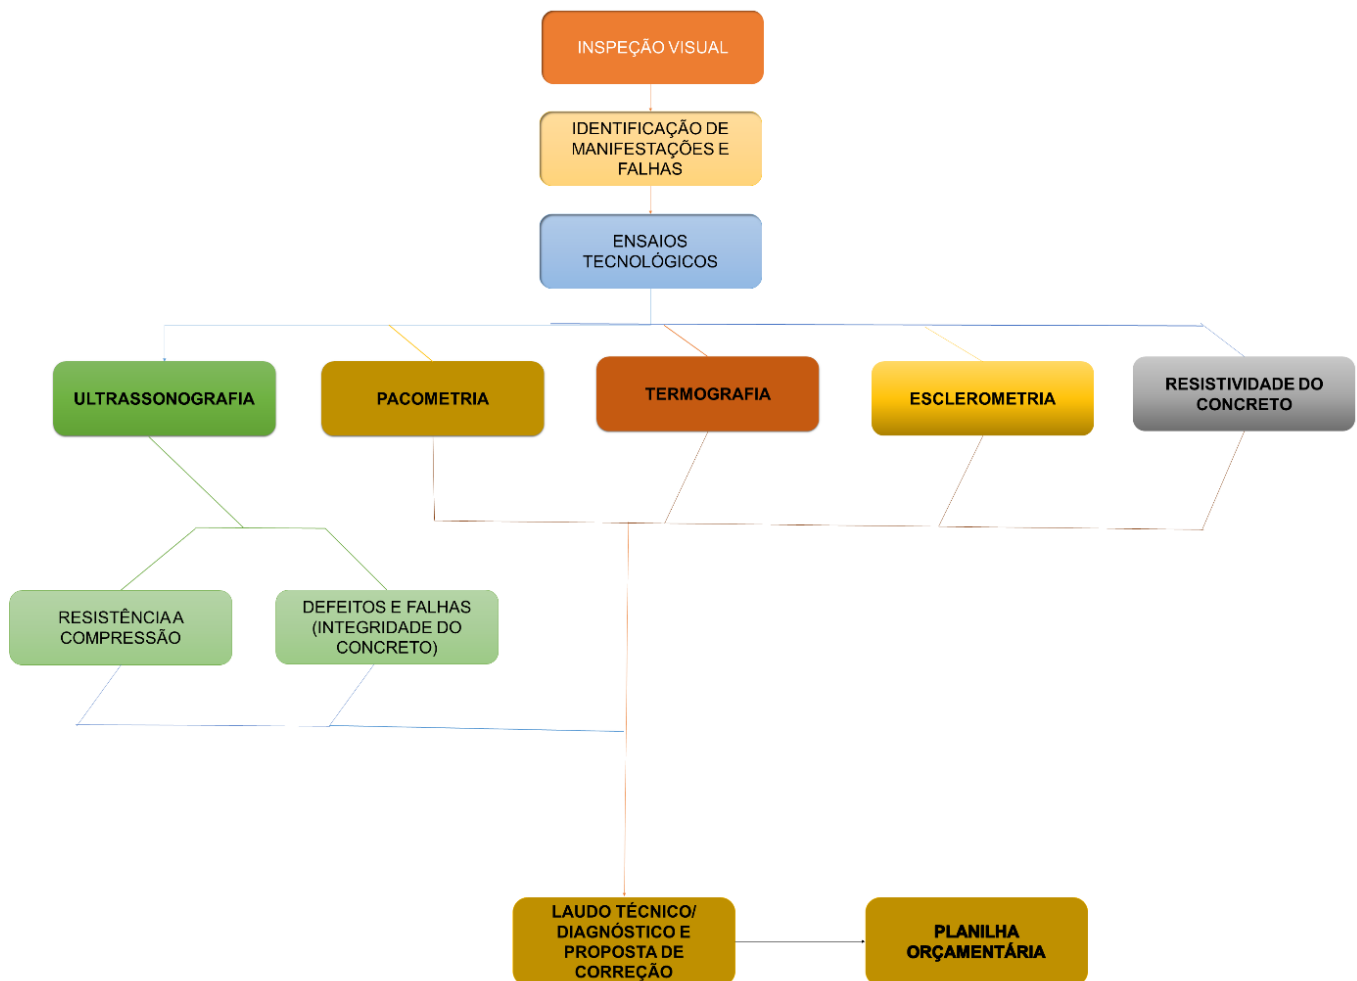 INSPEÇÃO VISUAL
IDENTIFICAÇÃO DE
MANIFESTAÇÕES E
FALHAS
ENSAIOS
TECNOLÓGICOS
ULTRASSONOGRAFIA
PACOMETRIA
TERMOGRAFIA
ESCLEROMETRIA
RESISTIVIDADE DO
CONCRETO
RESISTÊNCIA A
COMPRESSÃO
DEFEITOS E FALHAS
(INTEGRIDADE DO
CONCRETO)
LAUDO TÉCNICO/
DIAGNÓSTICO E
PROPOSTA DE
CORREÇÃO
PLANILHA
ORÇAMENTÁRIA